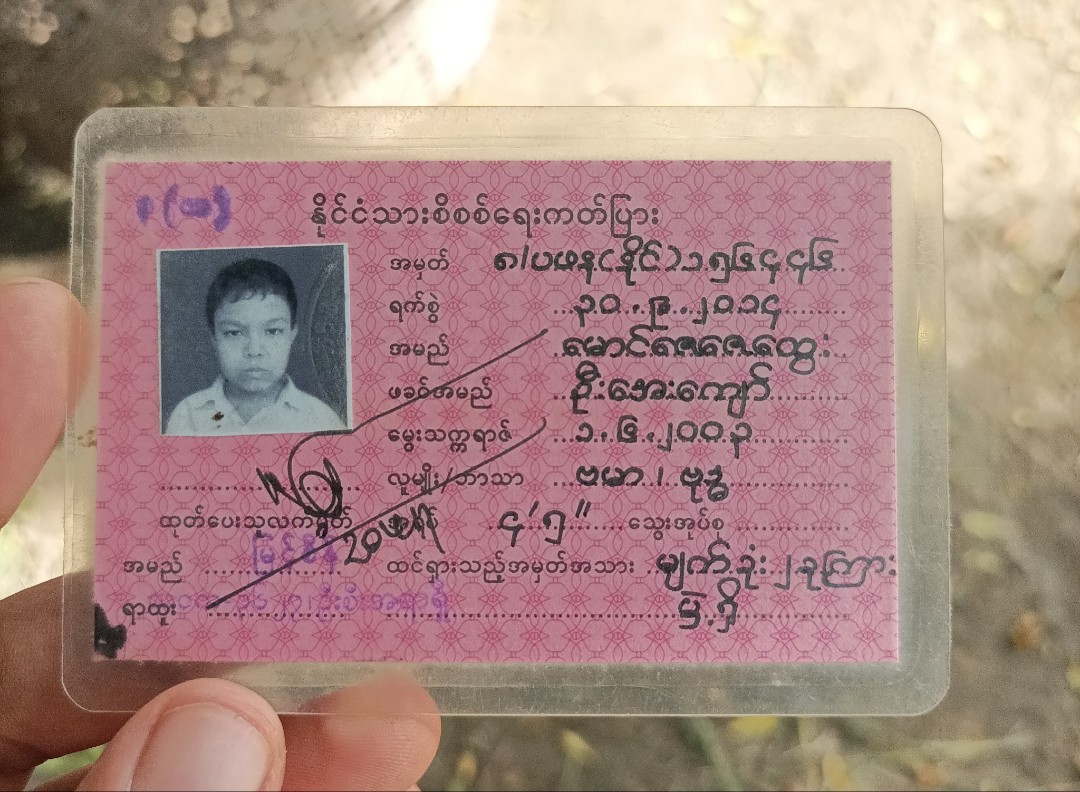 နိုင်ငံသားစိစစ်ရေးကတ်ပြား
အမှတ် ၈/ပဖန(နိုင်)၁၅၆၄၄၆
ရက်စွဲ ၃၀.၉.၂၀၁၄
အမည် မောင်ဇေဇေထွေး
ဖခင်အမည် ဦးအေးကျော်
မွေးသက္ကရာဇ် ၁.၆.၂၀၀၃
လူမျိုး/ဘာသာ ဗမာ / ဗုဒ္ဓ
ထုတ်ပေးသူလက်မှတ် အရပ် ၄'၅" သွေးအုပ်စု
အမည် မြင့်စိန် ထင်ရှားသည့်အမှတ်အသား မျက်ခုံး ၂ခုကြား
ရာထူး မှဲ့ရှိ